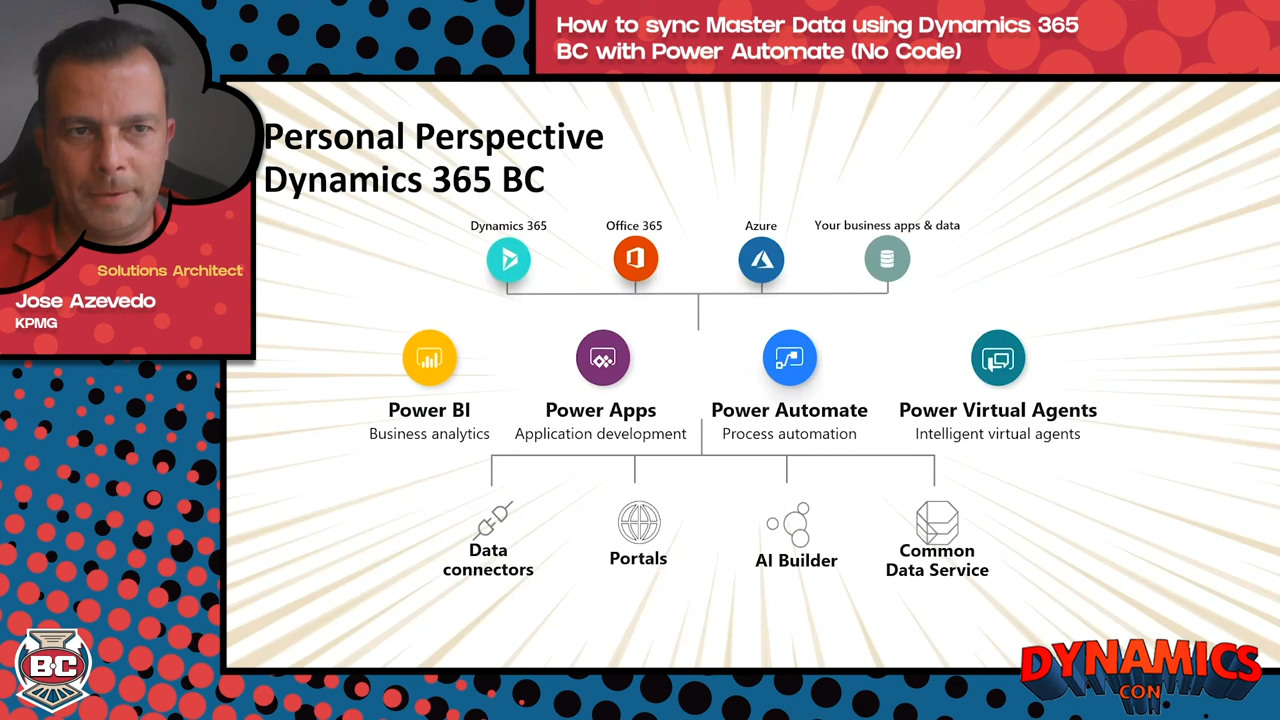 How to sync Master Data using Dynamics 365
BC with Power Automate (No Code)
Personal Perspective
Dynamics 365 BC
Solutions Architect
Jose Azevedo
KPMG
Dynamics 365
Office 365
Azure
Your business apps & data
Power BI
Power Apps
Power Automate
Power Virtual Agents
Business analytics
Application development
Process automation
Intelligent virtual agents
Data
connectors
Portals
AI Builder
Common
Data Service
BC
DYNAMICS
CON